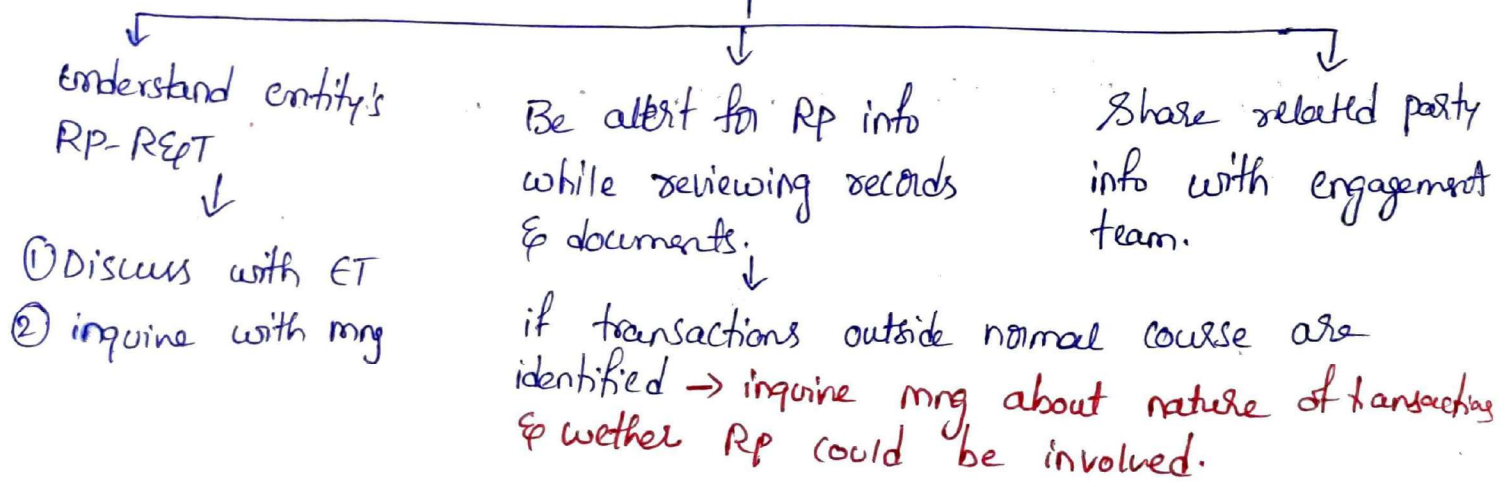 understand entity's
RP-R&T
① Discuss with ET
② inquire with mng
Be alert for RP info
while reviewing records
& documents.
if transactions outside normal course are
identified → inquire mng about nature of transactions
& wether RP could be involved.
Share related party
info with engagement
team.